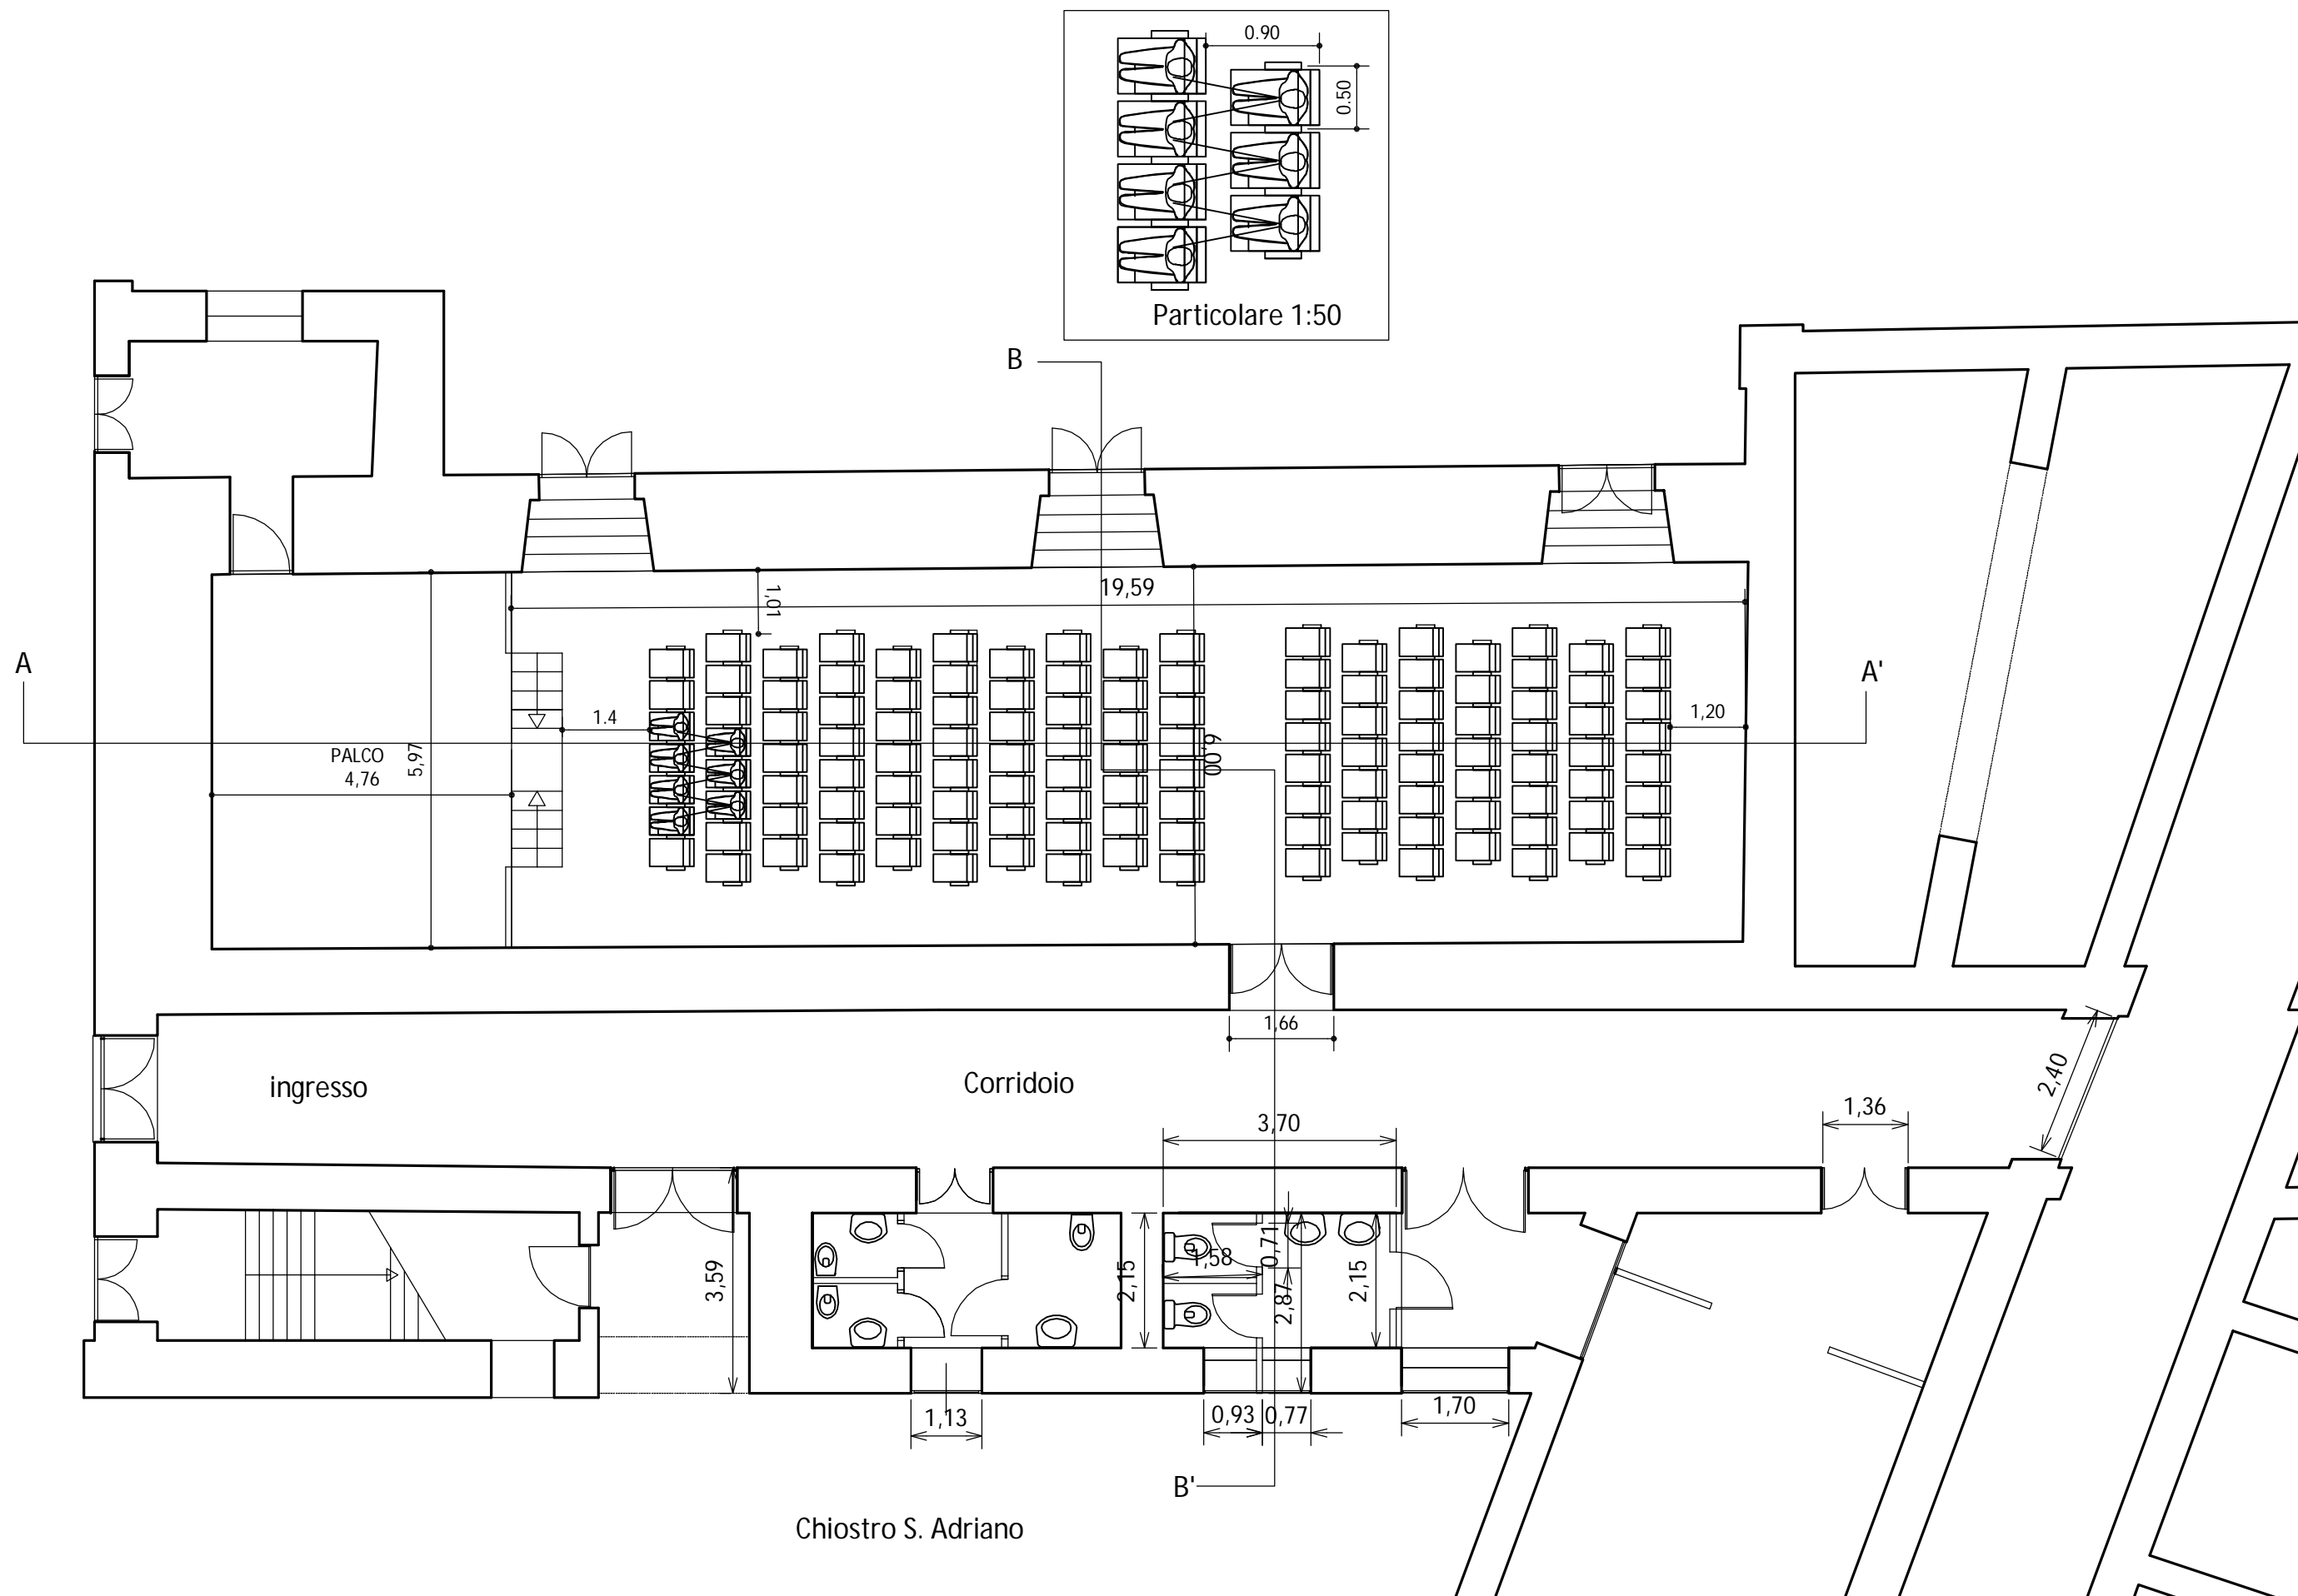 0.90
0.50
Particolare 1:50
B
19,59
1,01
A
A'
1.4
1,20
PALCO
4,76
5,97
6,00
1,66
ingresso
Corridoio
2,40
1,36
3,70
3,59
2,15
1,58
0,71
2,87
2,15
1,13
0,93
0,77
1,70
B'
Chiostro S. Adriano